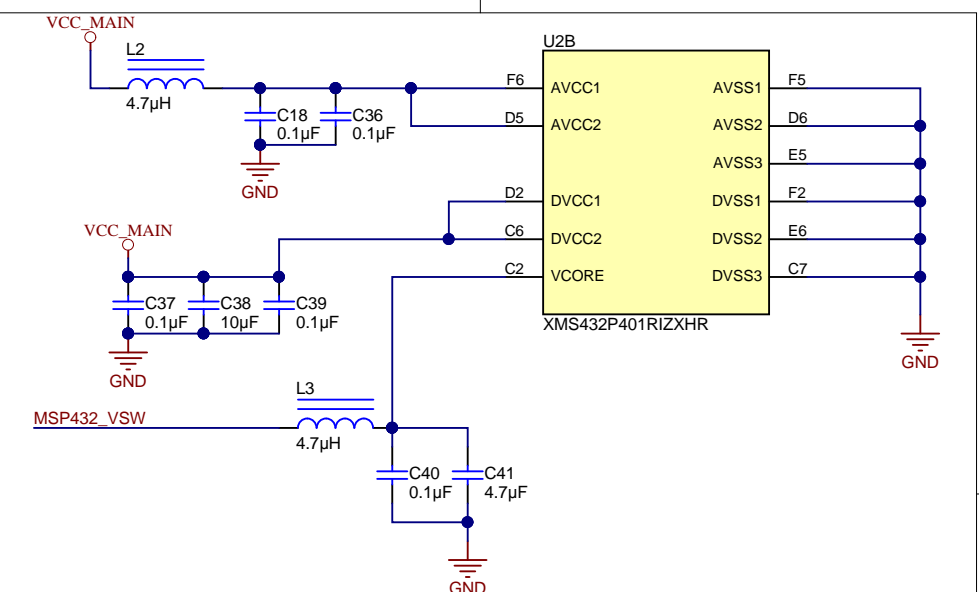 VCC_MAIN
L2
4.7µH
C18
0.1µF
C36
0.1µF
GND
U2B
F6
AVCC1
AVSS1
F5
D5
AVCC2
AVSS2
D6
AVSS3
E5
D2
DVCC1
DVSS1
F2
C6
DVCC2
DVSS2
E6
C2
VCORE
DVSS3
C7
XMS432P401RIZXHR
GND
VCC_MAIN
C37
0.1µF
C38
10µF
C39
0.1µF
GND
MSP432_VSW
L3
4.7µH
C40
0.1µF
C41
4.7µF
GND